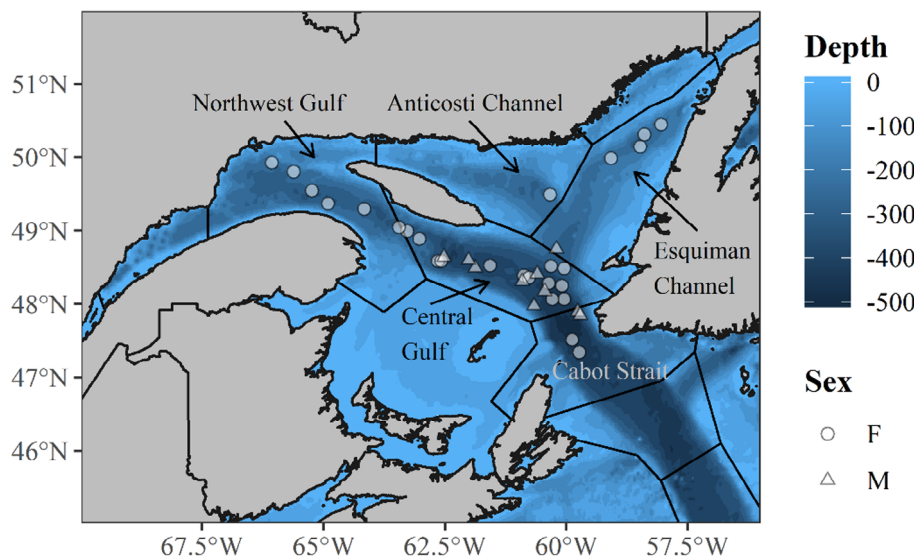 51°N
50°N
49°N
48°N
47°N
46°N
67.5°W
65°W
62.5°W
60°W
57.5°W
Northwest Gulf
Anticosti Channel
Esquiman
Channel
Central
Gulf
Cabot Strait
Depth
0
-100
-200
-300
-400
-500
Sex
F
M